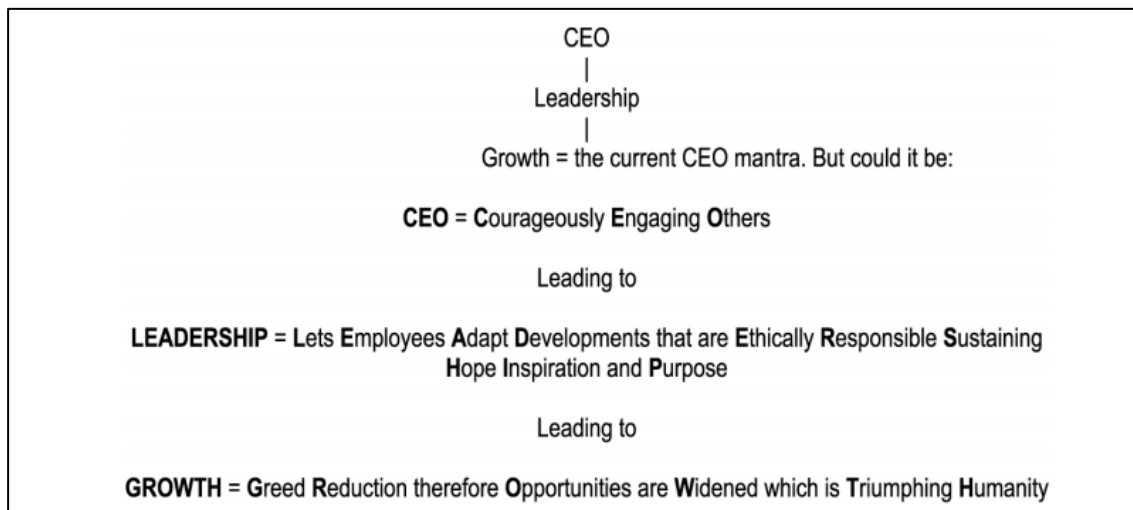 CEO
|
Leadership
|
Growth = the current CEO mantra. But could it be:
CEO = Courageously Engaging Others
Leading to
LEADERSHIP = Lets Employees Adapt Developments that are Ethically Responsible Sustaining
Hope Inspiration and Purpose
Leading to
GROWTH = Greed Reduction therefore Opportunities are Widened which is Triumphing Humanity